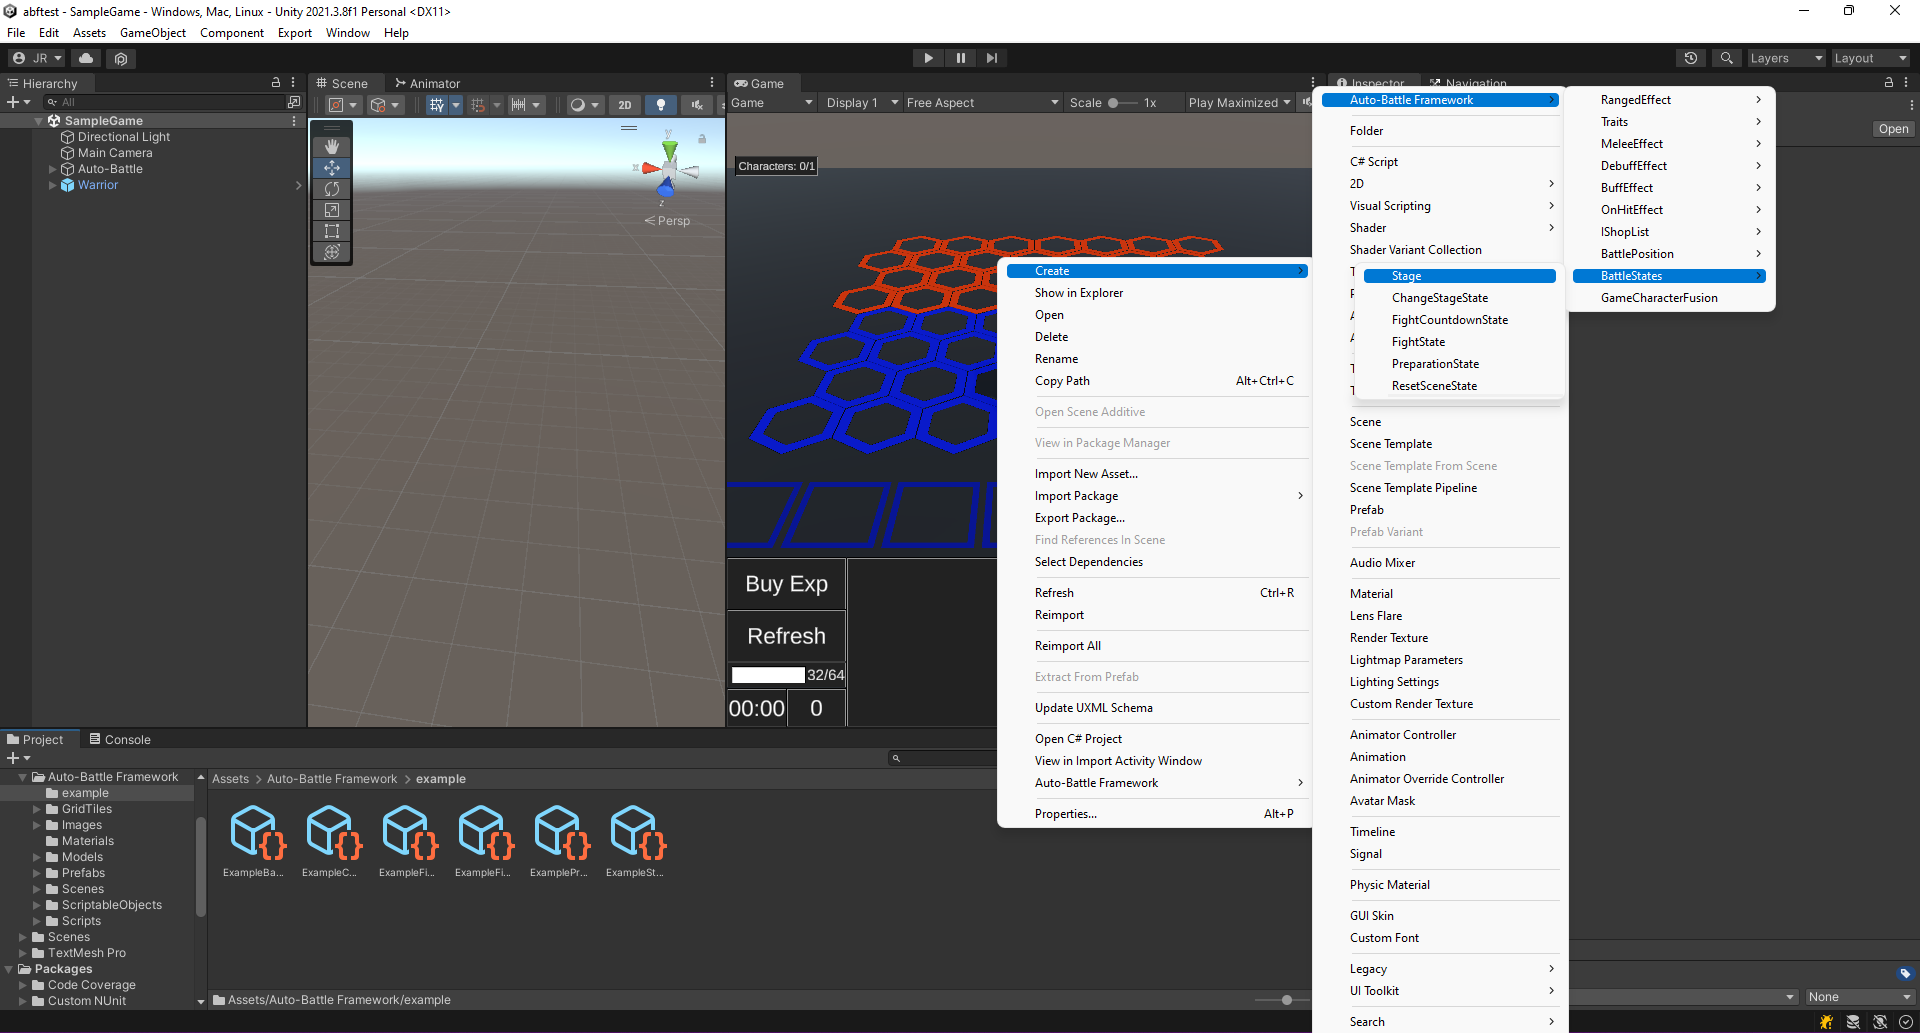 abftest - SampleGame - Windows, Mac, Linux - Unity 2021.3.8f1 Personal <DX11>
File Edit Assets GameObject Component Export Window Help
JR Layers Layout
Hierarchy
All
SampleGame
Directional Light
Main Camera
Auto-Battle
Warrior
Scene Animator
2D
y
x
z
Persp
Game
Game Display 1 Free Aspect Scale 1x Play Maximized
Characters: 0/1
Buy Exp
Refresh
32/64
00:00 0
Inspector Navigation
Open
Create
Show in Explorer
Open
Delete
Rename
Copy Path Alt+Ctrl+C
Open Scene Additive
View in Package Manager
Import New Asset...
Import Package
Export Package...
Find References In Scene
Select Dependencies
Refresh Ctrl+R
Reimport
Reimport All
Extract From Prefab
Update UXML Schema
Open C# Project
View in Import Activity Window
Auto-Battle Framework
Properties... Alt+P
Auto-Battle Framework
Folder
C# Script
2D
Visual Scripting
Shader
Shader Variant Collection
Scene
Scene Template
Scene Template From Scene
Scene Template Pipeline
Prefab
Prefab Variant
Audio Mixer
Material
Lens Flare
Render Texture
Lightmap Parameters
Lighting Settings
Custom Render Texture
Animator Controller
Animation
Animator Override Controller
Avatar Mask
Timeline
Signal
Physic Material
GUI Skin
Custom Font
Legacy
UI Toolkit
Search
RangedEffect
Traits
MeleeEffect
DebuffEffect
BuffEffect
OnHitEffect
IShopList
BattlePosition
BattleStates
GameCharacterFusion
Stage
ChangeStageState
FightCountdownState
FightState
PreparationState
ResetSceneState
Project Console
Auto-Battle Framework
example
GridTiles
Images
Materials
Models
Prefabs
Scenes
ScriptableObjects
Scripts
Scenes
TextMesh Pro
Packages
Code Coverage
Custom NUnit
Assets > Auto-Battle Framework > example
ExampleBa... ExampleC... ExampleFi... ExampleFi... ExamplePr... ExampleSt...
Assets/Auto-Battle Framework/example
None